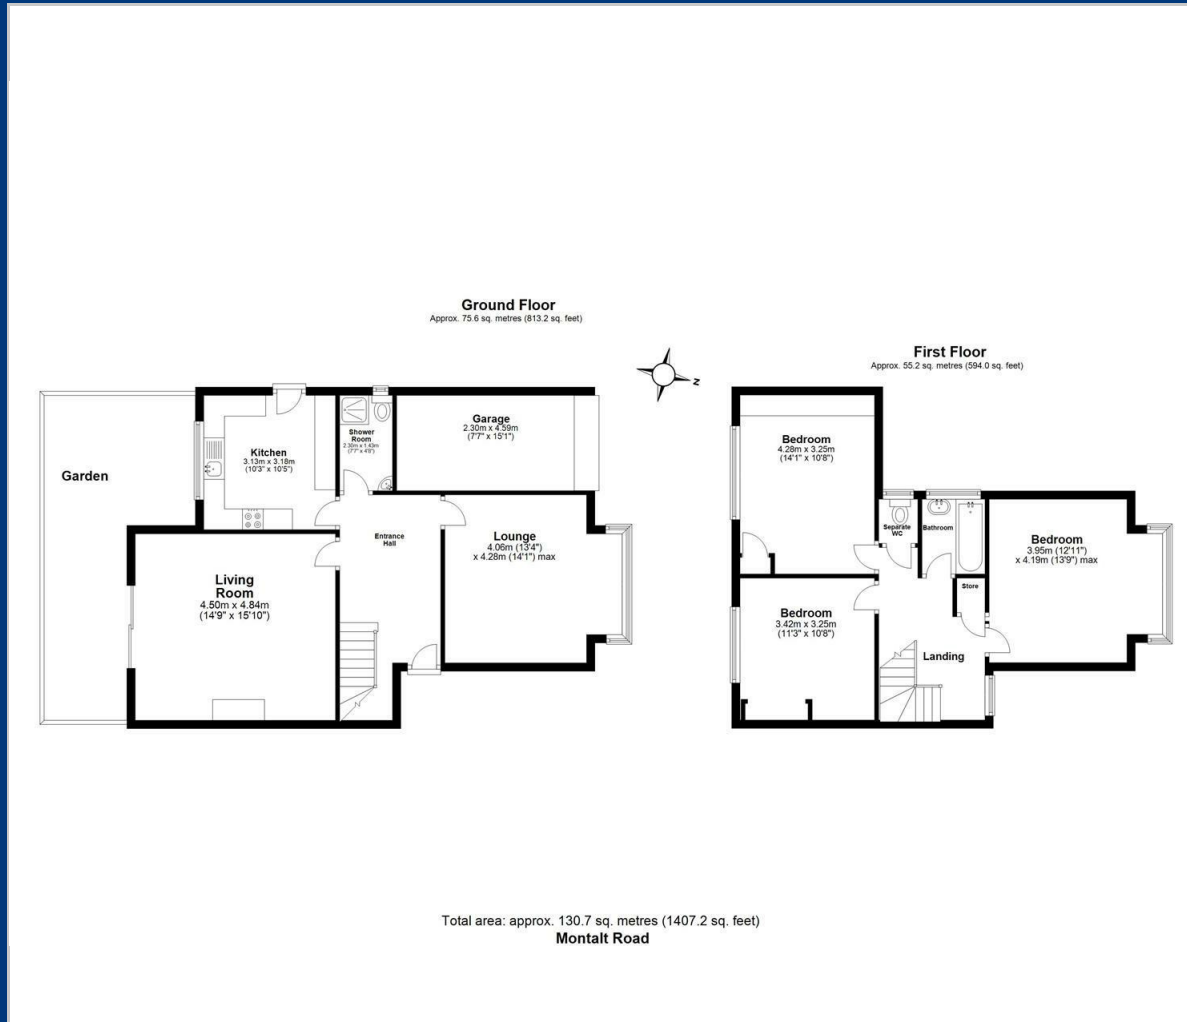 Ground Floor
Approx. 75.6 sq. metres (813.2 sq. feet)
Garden
Kitchen
3.13m x 3.18m
(10'3" x 10'5")
Shower
Room
2.30m x 1.43m
(7'7" x 4'8")
Garage
2.30m x 4.59m
(7'7" x 15'1")
Entrance
Hall
Lounge
4.06m (13'4")
x 4.28m (14'1") max
Living
Room
4.50m x 4.84m
(14'9" x 15'10")
N
First Floor
Approx. 55.2 sq. metres (594.0 sq. feet)
Bedroom
4.28m x 3.25m
(14'1" x 10'8")
Separate
WC
Bathroom
Bedroom
3.95m (12'11")
x 4.19m (13'9") max
Store
Bedroom
3.42m x 3.25m
(11'3" x 10'8")
Landing
Total area: approx. 130.7 sq. metres (1407.2 sq. feet)
Montalt Road